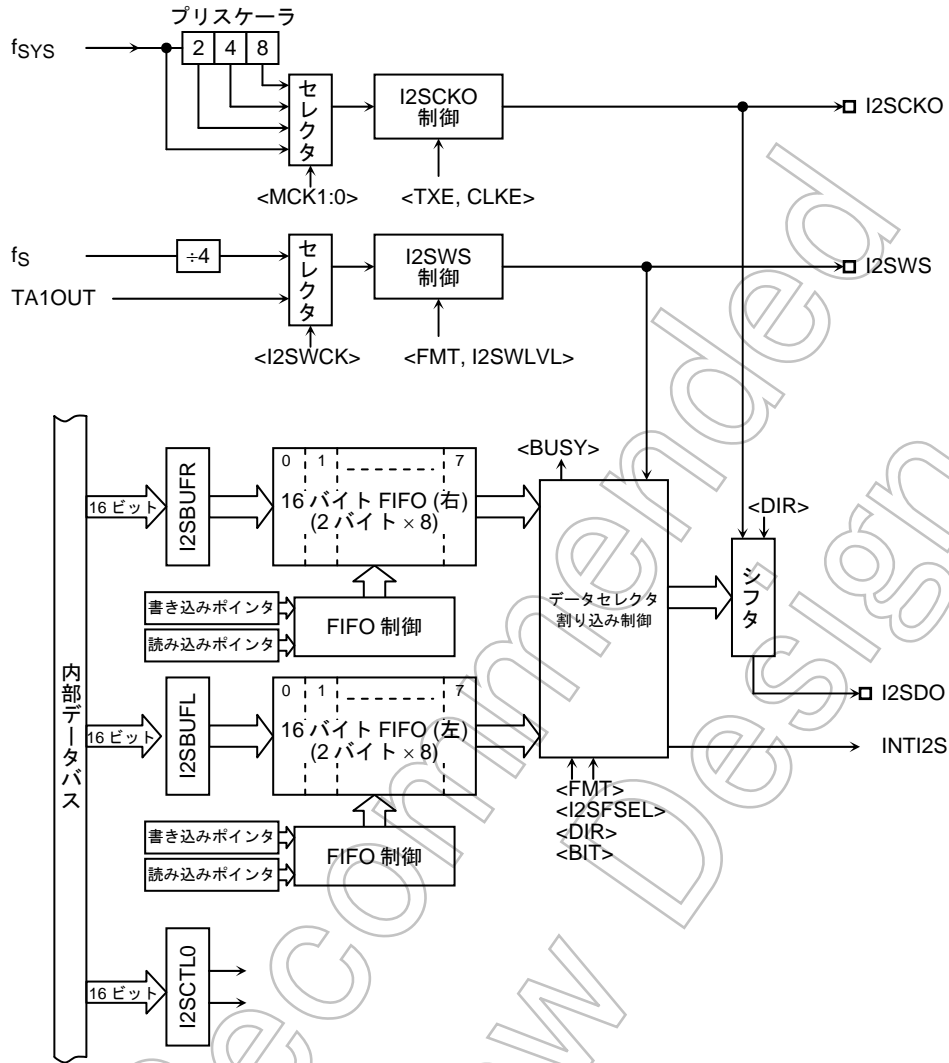 プリスケーラ
fSYS
2 4 8
セレクタ
I2SCKO
制御
I2SCKO
<MCK1:0>
<TXE, CLKE>
fS
÷4
TA1OUT
セレクタ
I2SWS
制御
I2SWS
<I2SWCK>
<FMT, I2SWLVL>
内部データバス
16 ビット
I2SBUFR
0 1 7
16 バイト FIFO (右)
(2 バイト × 8)
書き込みポインタ
読み込みポインタ
FIFO 制御
<BUSY>
データセレクタ
割り込み制御
<DIR>
シフタ
I2SDO
INTI2S
16 ビット
I2SBUFL
0 1 7
16 バイト FIFO (左)
(2 バイト × 8)
書き込みポインタ
読み込みポインタ
FIFO 制御
<FMT>
<I2SFSEL>
<DIR>
<BIT>
16 ビット
I2SCTL0
ecommended
w Design